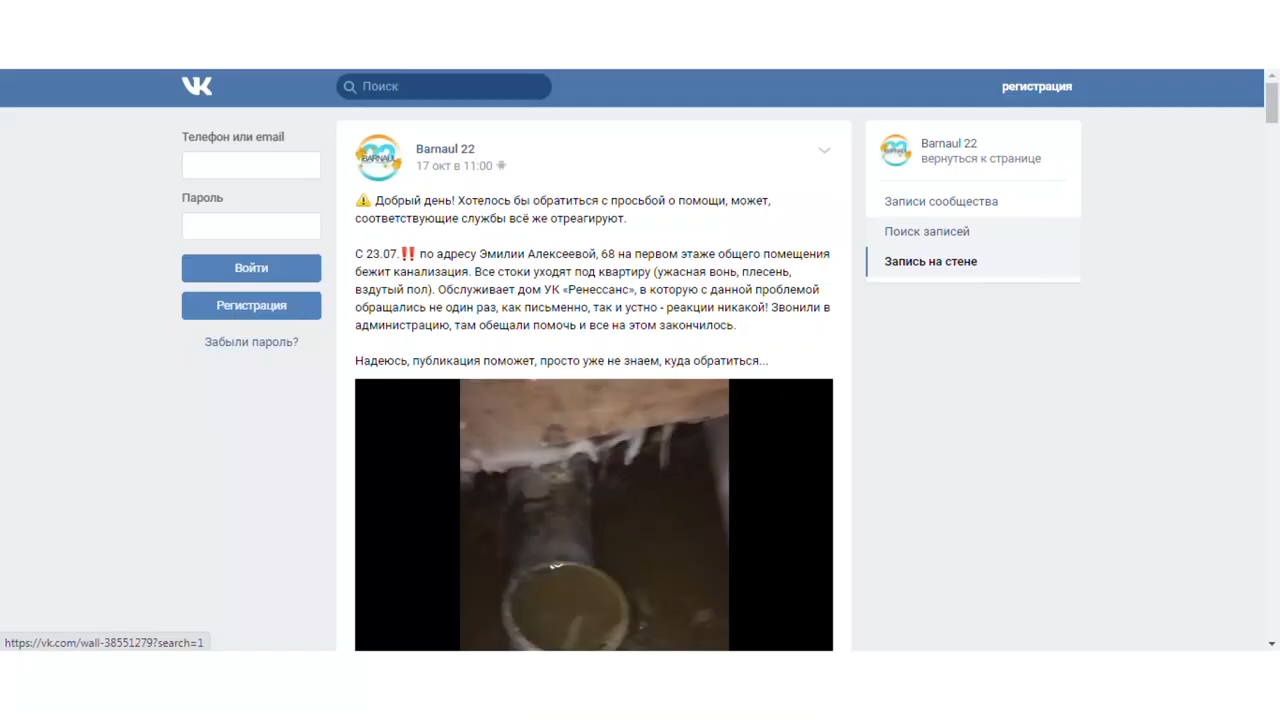 VK
Поиск
регистрация
Телефон или email
Пароль
Войти
Регистрация
Забыли пароль?
BARNAUL
Barnaul 22
17 окт в 11:00
⚠ Добрый день! Хотелось бы обратиться с просьбой о помощи, может,
соответствующие службы всё же отреагируют.
С 23.07.‼ по адресу Эмилии Алексеевой, 68 на первом этаже общего помещения
бежит канализация. Все стоки уходят под квартиру (ужасная вонь, плесень,
вздутый пол). Обслуживает дом УК «Ренессанс», в которую с данной проблемой
обращались не один раз, как письменно, так и устно - реакции никакой! Звонили в
администрацию, там обещали помочь и все на этом закончилось.
Надеюсь, публикация поможет, просто уже не знаем, куда обратиться...
Barnaul 22
вернуться к странице
Записи сообщества
Поиск записей
Запись на стене
https://vk.com/wall-38551279?search=1